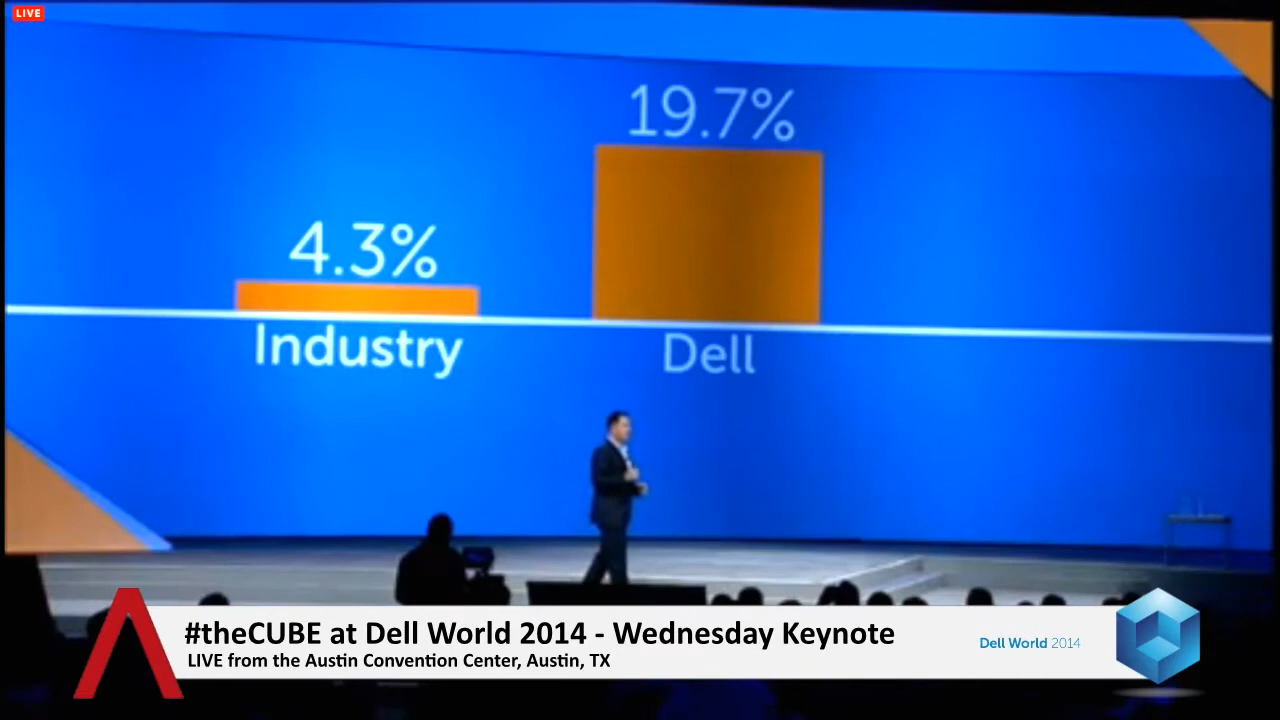 LIVE
19.7%
4.3%
Industry
Dell
#theCUBE at Dell World 2014 - Wednesday Keynote
LIVE from the Austin Convention Center, Austin, TX
Dell World 2014